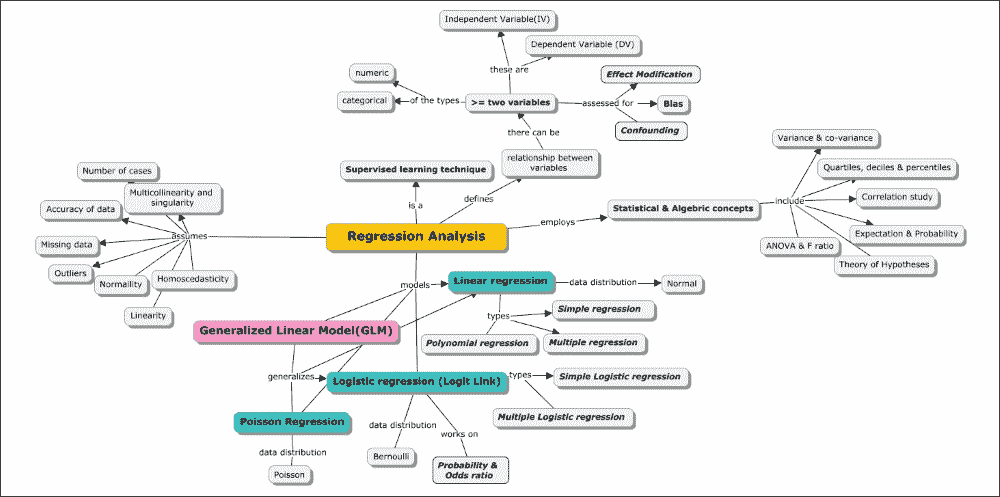 Independent Variable(IV)
Dependent Variable (DV)
these are
numeric
Effect Modification
categorical
of the types
>= two variables
assessed for
Bias
Confounding
there can be
Variance & co-variance
relationship between
variables
Number of cases
Supervised learning technique
Quartiles, deciles & percentiles
Multicollinearity and
singularity
defines
Correlation study
is a
Accuracy of data
Statistical & Algebric concepts
include
employs
assumes
Regression Analysis
Expectation & Probability
Missing data
ANOVA & F ratio
Outliers
Theory of Hypotheses
Normaility
Homoscedasticity
models
Linear regression
data distribution
Normal
Linearity
Simple regression
types
Generalized Linear Model(GLM)
Polynomial regression
Multiple regression
generalizes
Logistic regression (Logit Link)
types
Simple Logistic regression
Multiple Logistic regression
Poisson Regression
data distribution
works on
data distribution
Bernoulli
Probability &
Odds ratio
Poisson